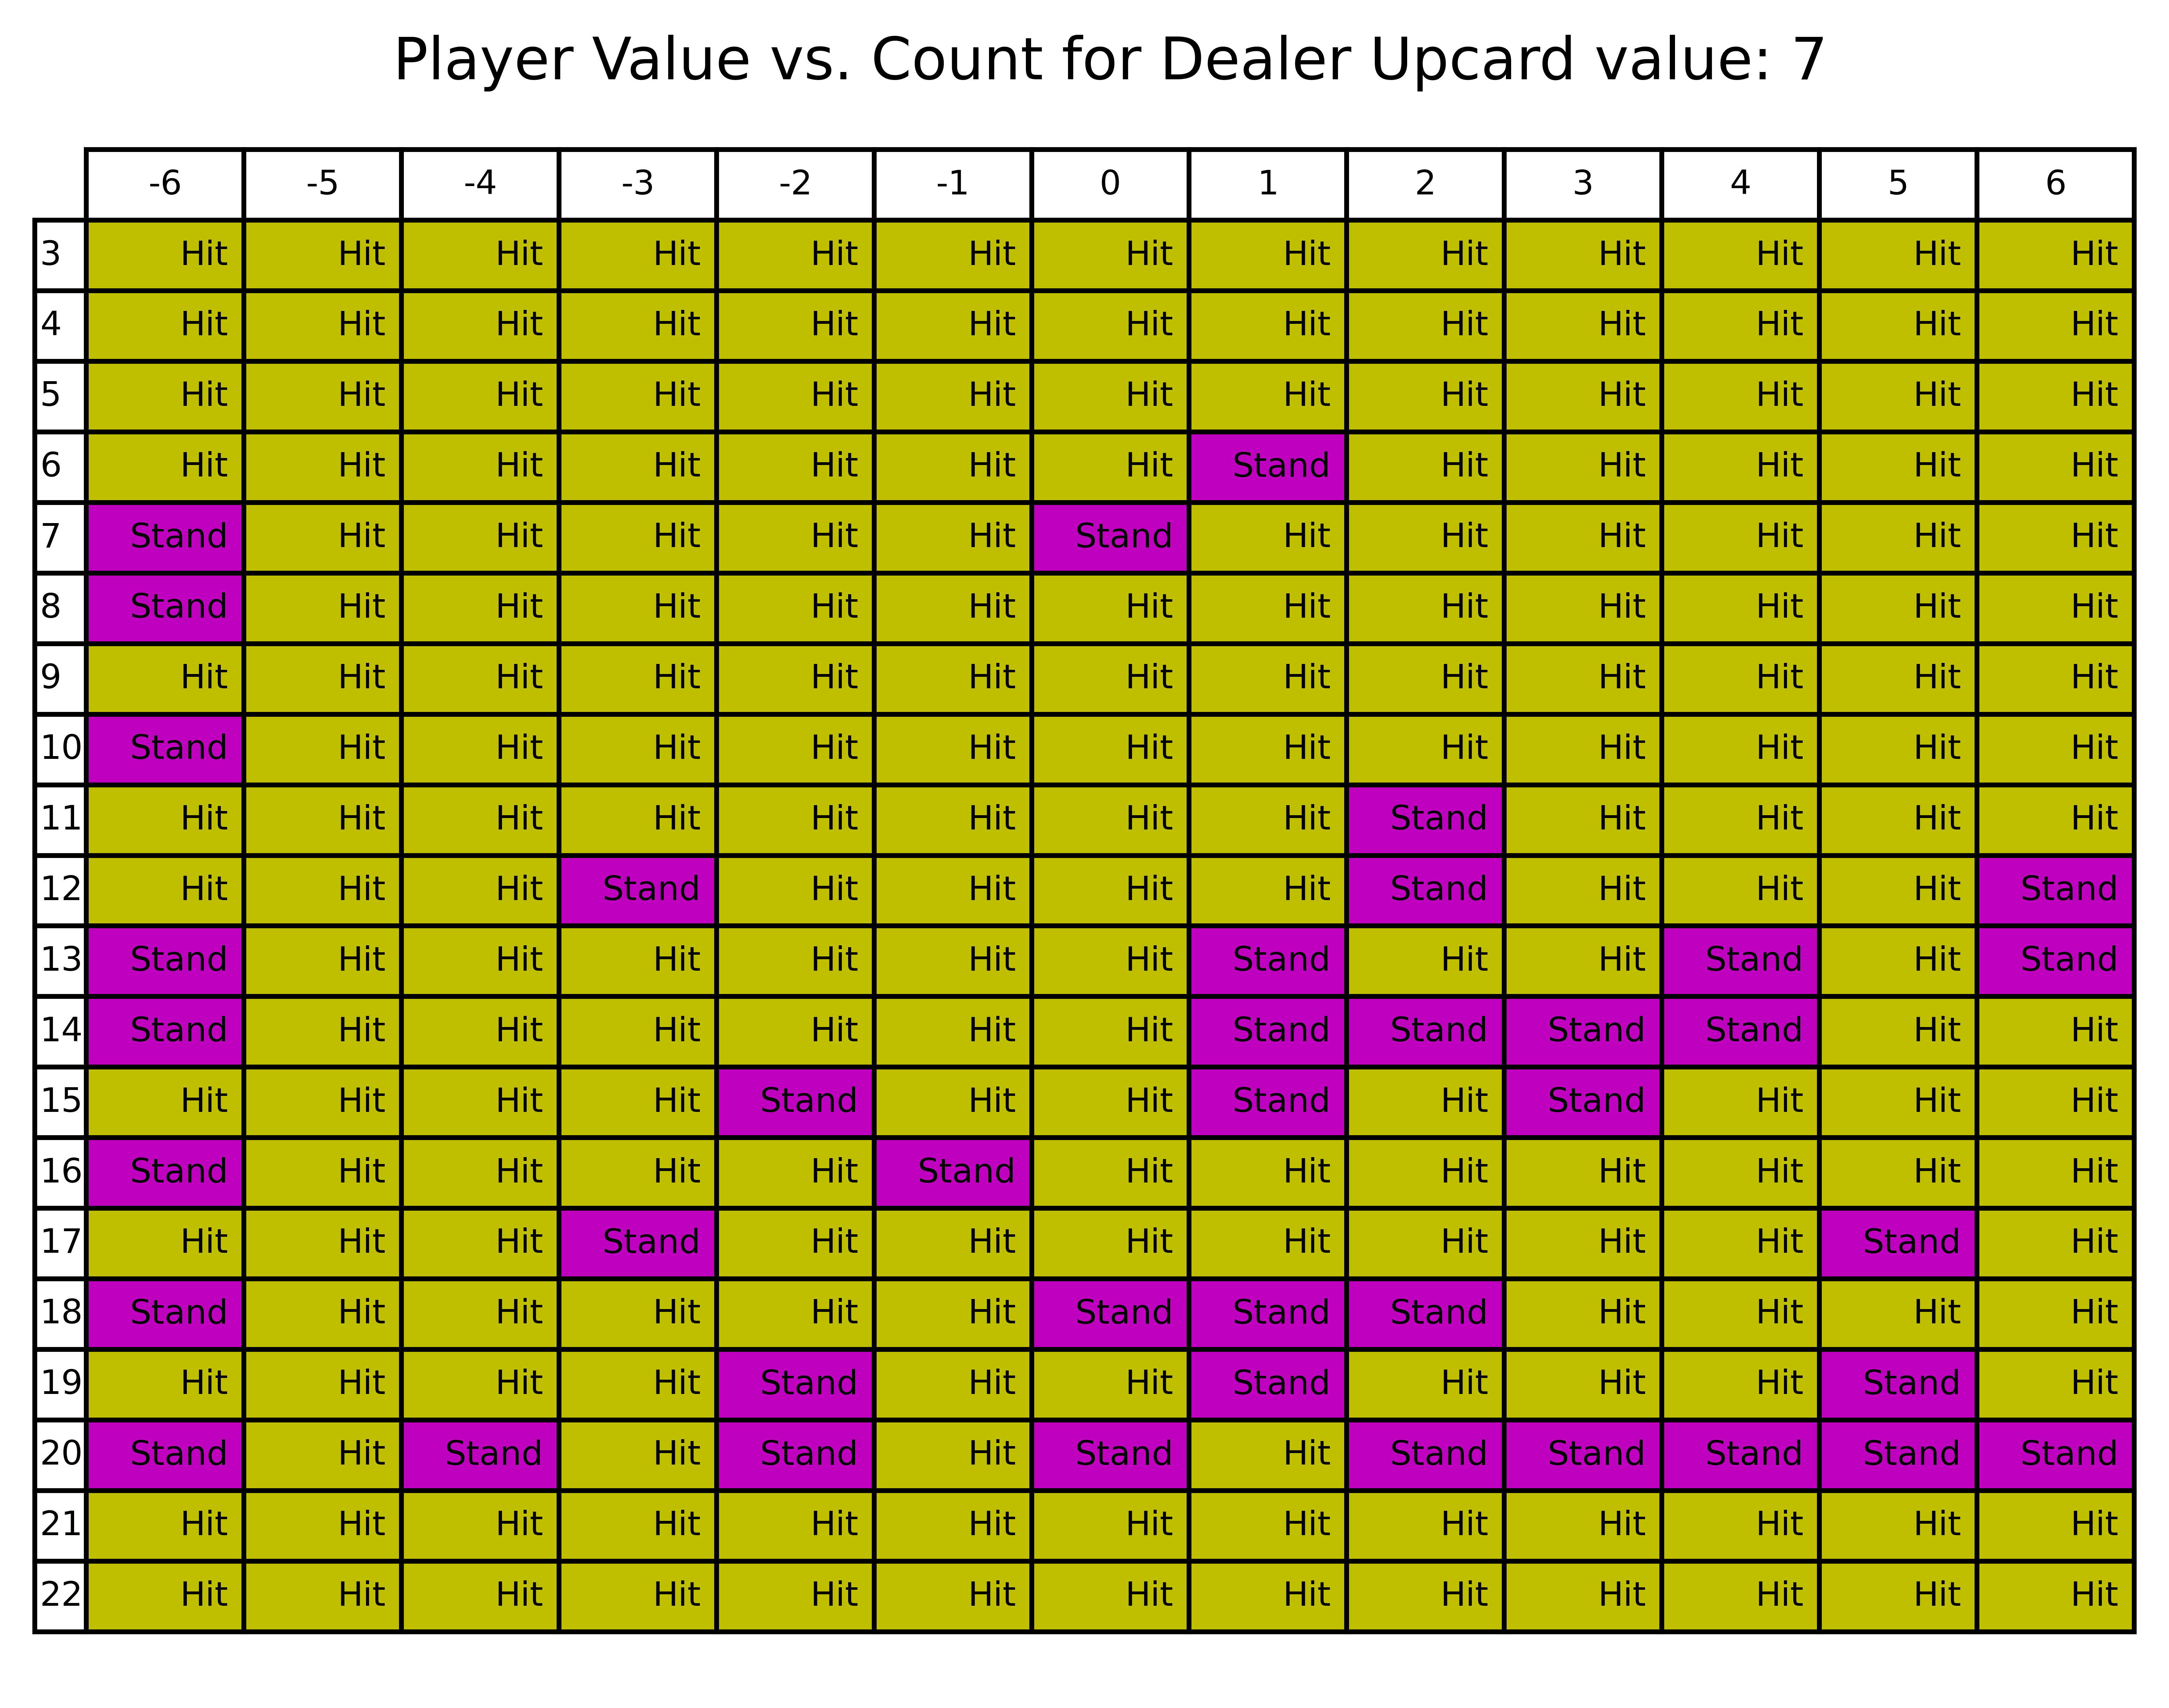 Player Value vs. Count for Dealer Upcard value: 7
-6 -5 -4 -3 -2 -1 0 1 2 3 4 5 6
3 Hit Hit Hit Hit Hit Hit Hit Hit Hit Hit Hit Hit Hit
4 Hit Hit Hit Hit Hit Hit Hit Hit Hit Hit Hit Hit Hit
5 Hit Hit Hit Hit Hit Hit Hit Hit Hit Hit Hit Hit Hit
6 Hit Hit Hit Hit Hit Hit Hit Stand Hit Hit Hit Hit Hit
7 Stand Hit Hit Hit Hit Hit Stand Hit Hit Hit Hit Hit Hit
8 Stand Hit Hit Hit Hit Hit Hit Hit Hit Hit Hit Hit Hit
9 Hit Hit Hit Hit Hit Hit Hit Hit Hit Hit Hit Hit Hit
10 Stand Hit Hit Hit Hit Hit Hit Hit Hit Hit Hit Hit Hit
11 Hit Hit Hit Hit Hit Hit Hit Hit Stand Hit Hit Hit Hit
12 Hit Hit Hit Stand Hit Hit Hit Hit Stand Hit Hit Hit Stand
13 Stand Hit Hit Hit Hit Hit Hit Stand Hit Hit Stand Hit Stand
14 Stand Hit Hit Hit Hit Hit Hit Stand Stand Stand Stand Hit Hit
15 Hit Hit Hit Hit Stand Hit Hit Stand Hit Stand Hit Hit Hit
16 Stand Hit Hit Hit Hit Stand Hit Hit Hit Hit Hit Hit Hit
17 Hit Hit Hit Stand Hit Hit Hit Hit Hit Hit Hit Stand Hit
18 Stand Hit Hit Hit Hit Hit Stand Stand Stand Hit Hit Hit Hit
19 Hit Hit Hit Hit Stand Hit Hit Stand Hit Hit Hit Stand Hit
20 Stand Hit Stand Hit Stand Hit Stand Hit Stand Stand Stand Stand Stand
21 Hit Hit Hit Hit Hit Hit Hit Hit Hit Hit Hit Hit Hit
22 Hit Hit Hit Hit Hit Hit Hit Hit Hit Hit Hit Hit Hit